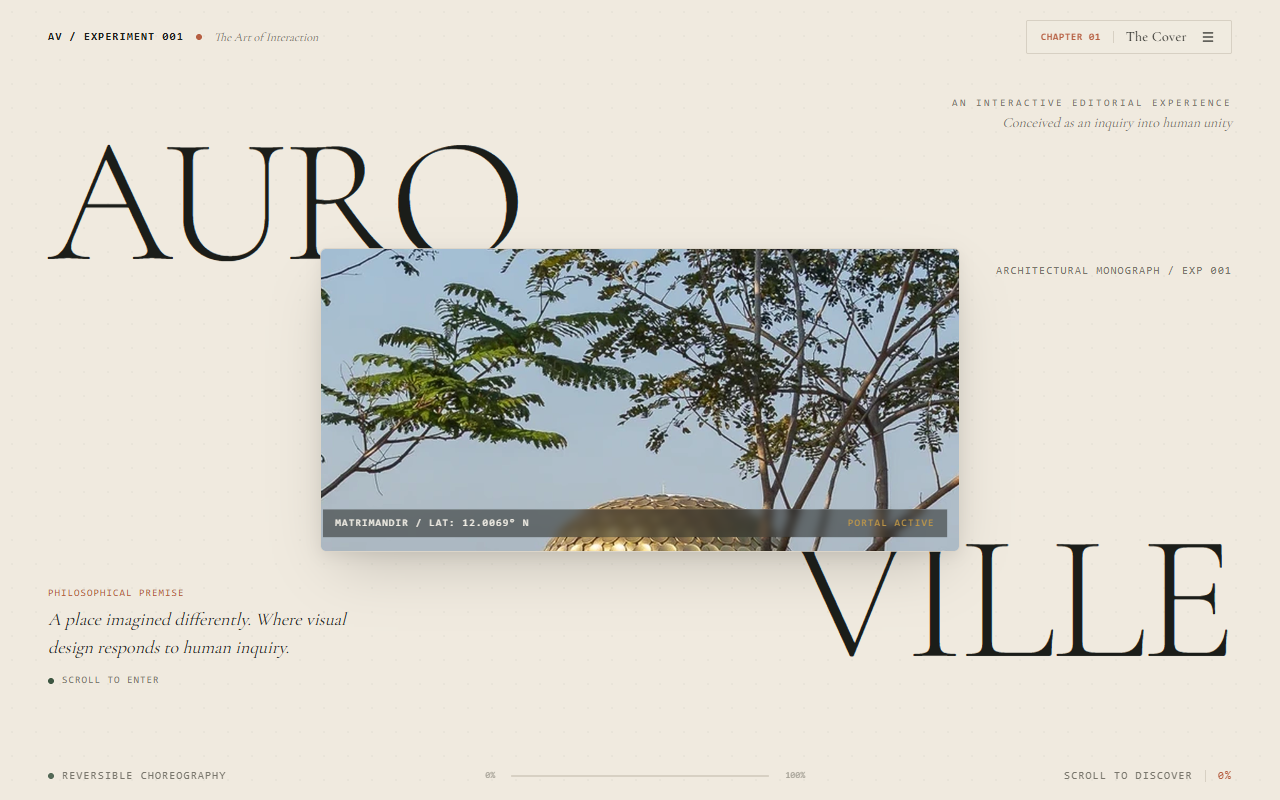 AV / EXPERIMENT 001
The Art of Interaction
CHAPTER 01
The Cover
AN INTERACTIVE EDITORIAL EXPERIENCE
Conceived as an inquiry into human unity
AURO
ARCHITECTURAL MONOGRAPH / EXP 001
MATRIMANDIR / LAT: 12.0069° N
PORTAL ACTIVE
VILLE
PHILOSOPHICAL PREMISE
A place imagined differently. Where visual
design responds to human inquiry.
SCROLL TO ENTER
REVERSIBLE CHOREOGRAPHY
0%
100%
SCROLL TO DISCOVER
0%